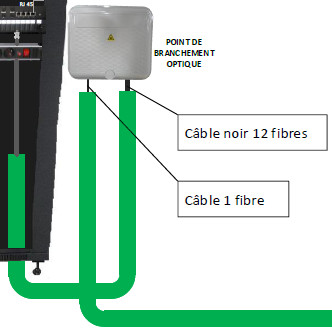 RJ 45
POINT DE
BRANCHEMENT
OPTIQUE
Câble noir 12 fibres
Câble 1 fibre